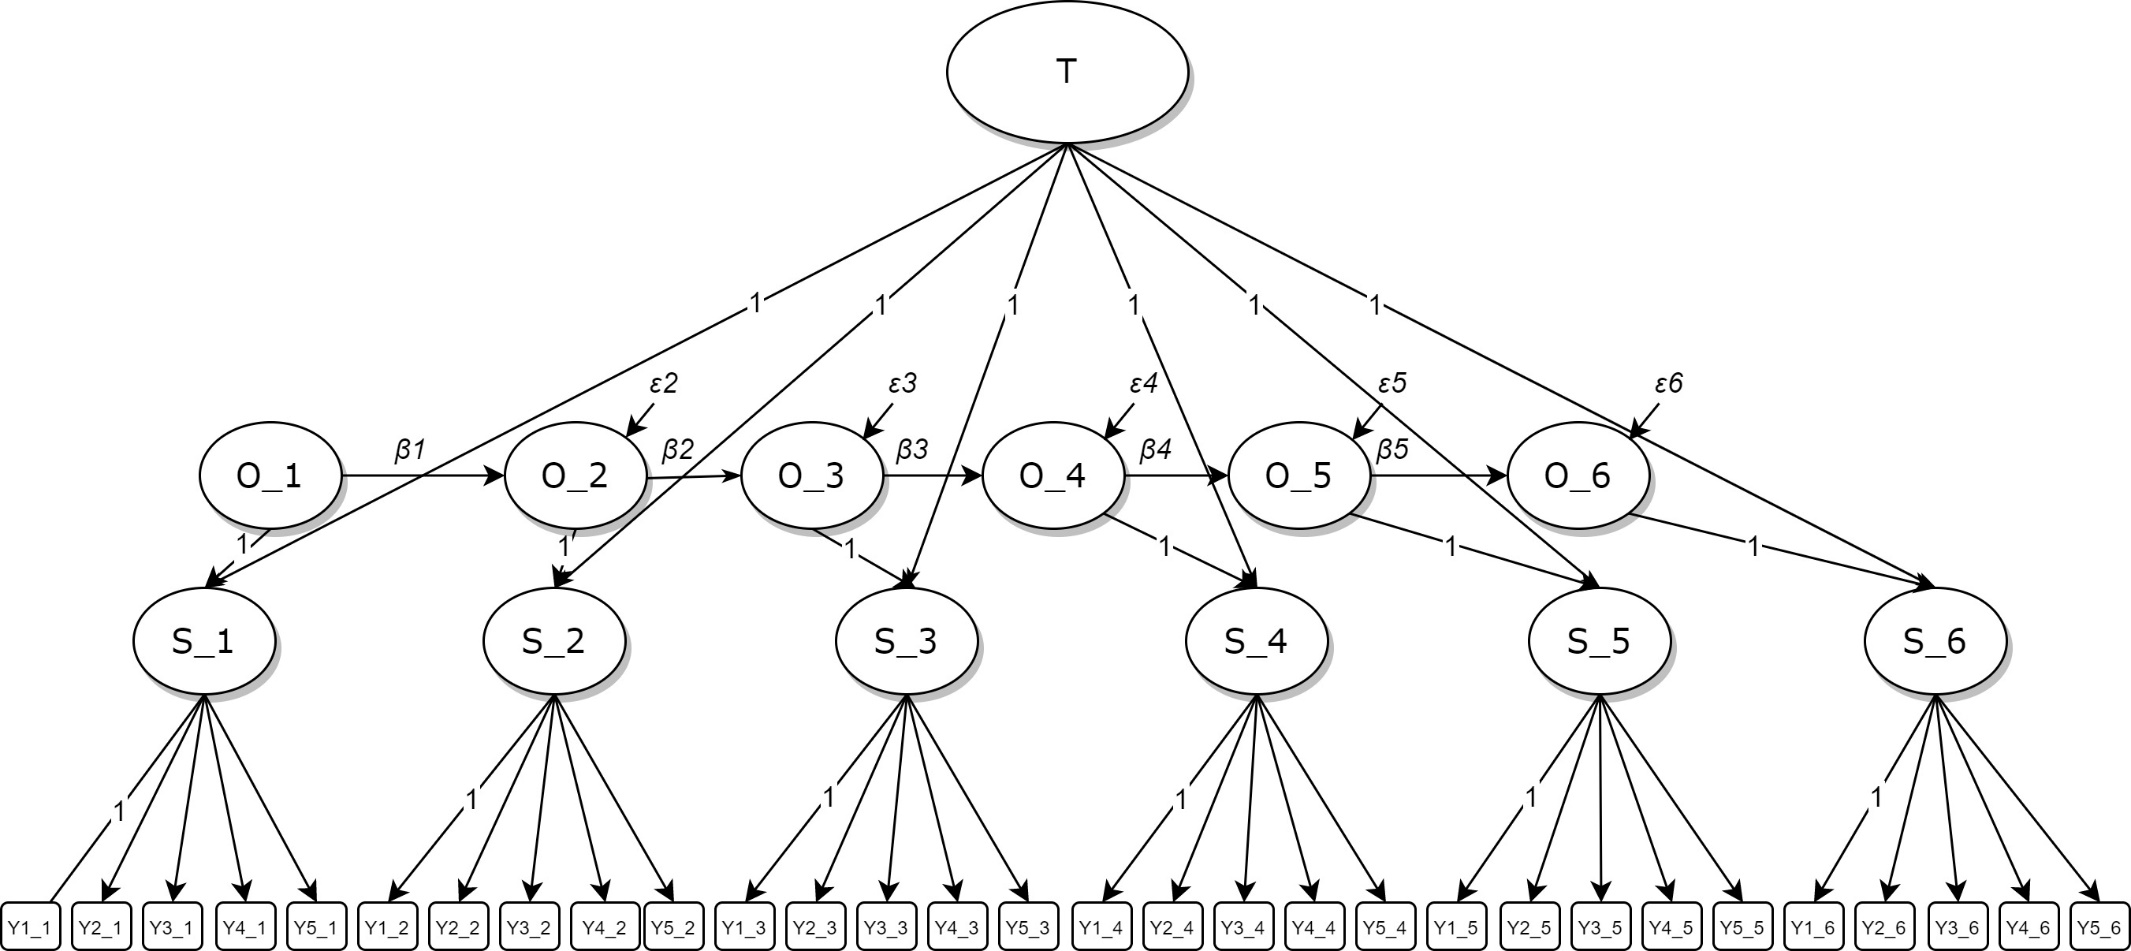 T
1 1 1 1 1 1
ε2 ε3 ε4 ε5 ε6
β1 β2 β3 β4 β5
O_1 O_2 O_3 O_4 O_5 O_6
1 1 1 1 1 1
S_1 S_2 S_3 S_4 S_5 S_6
1 1 1 1 1 1
Y1_1 Y2_1 Y3_1 Y4_1 Y5_1 Y1_2 Y2_2 Y3_2 Y4_2 Y5_2 Y1_3 Y2_3 Y3_3 Y4_3 Y5_3 Y1_4 Y2_4 Y3_4 Y4_4 Y5_4 Y1_5 Y2_5 Y3_5 Y4_5 Y5_5 Y1_6 Y2_6 Y3_6 Y4_6 Y5_6